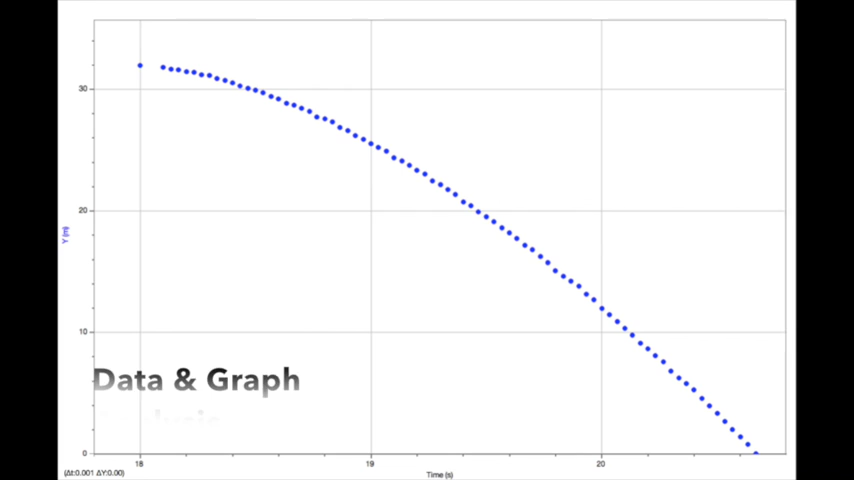 30
20
Y (m)
10
Data & Graph
0
18
19
20
(Δt:0.001 ΔY:0.00)
Time (s)